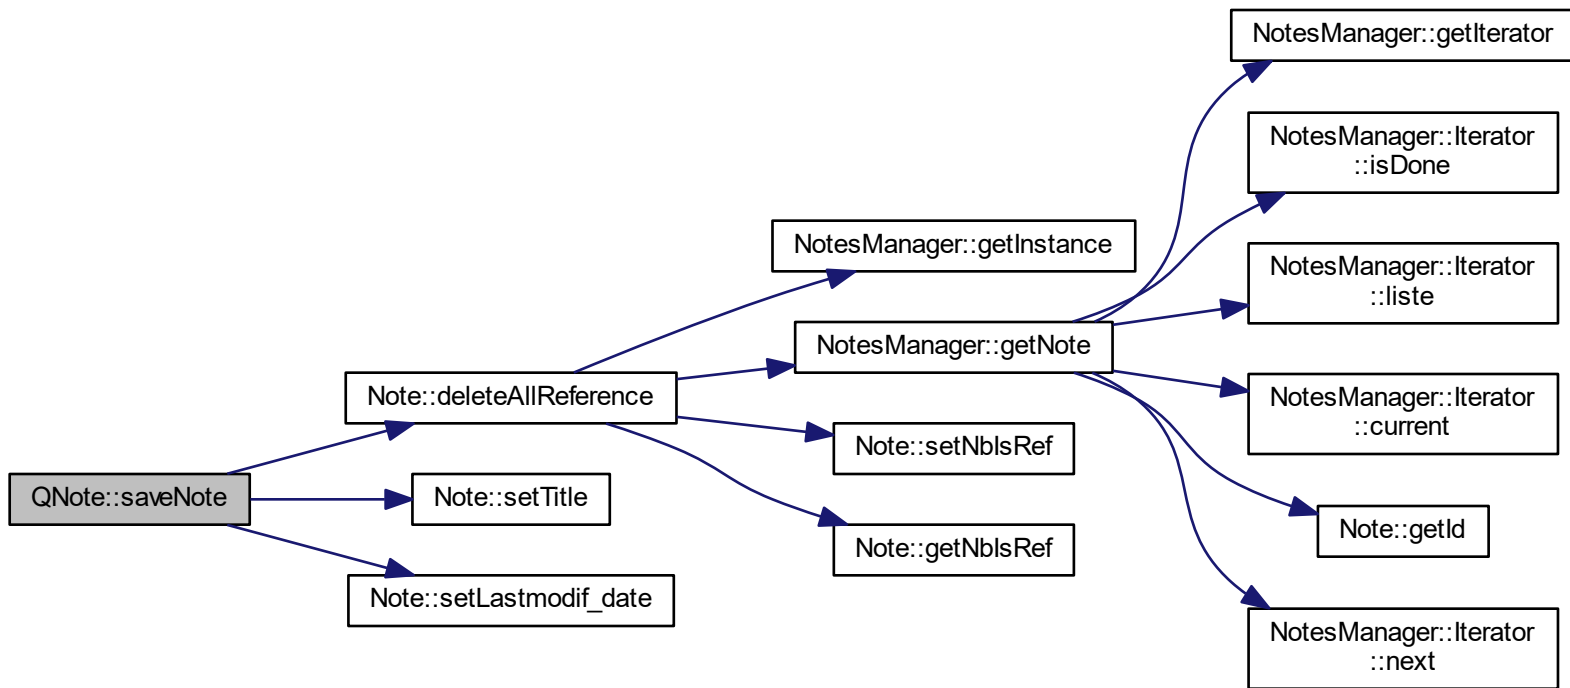 NotesManager::getIterator
NotesManager::Iterator
::isDone
NotesManager::getInstance
NotesManager::Iterator
::liste
NotesManager::getNote
Note::deleteAllReference
NotesManager::Iterator
::current
Note::setNbIsRef
QNote::saveNote
Note::setTitle
Note::getNbIsRef
Note::getId
Note::setLastmodif_date
NotesManager::Iterator
::next